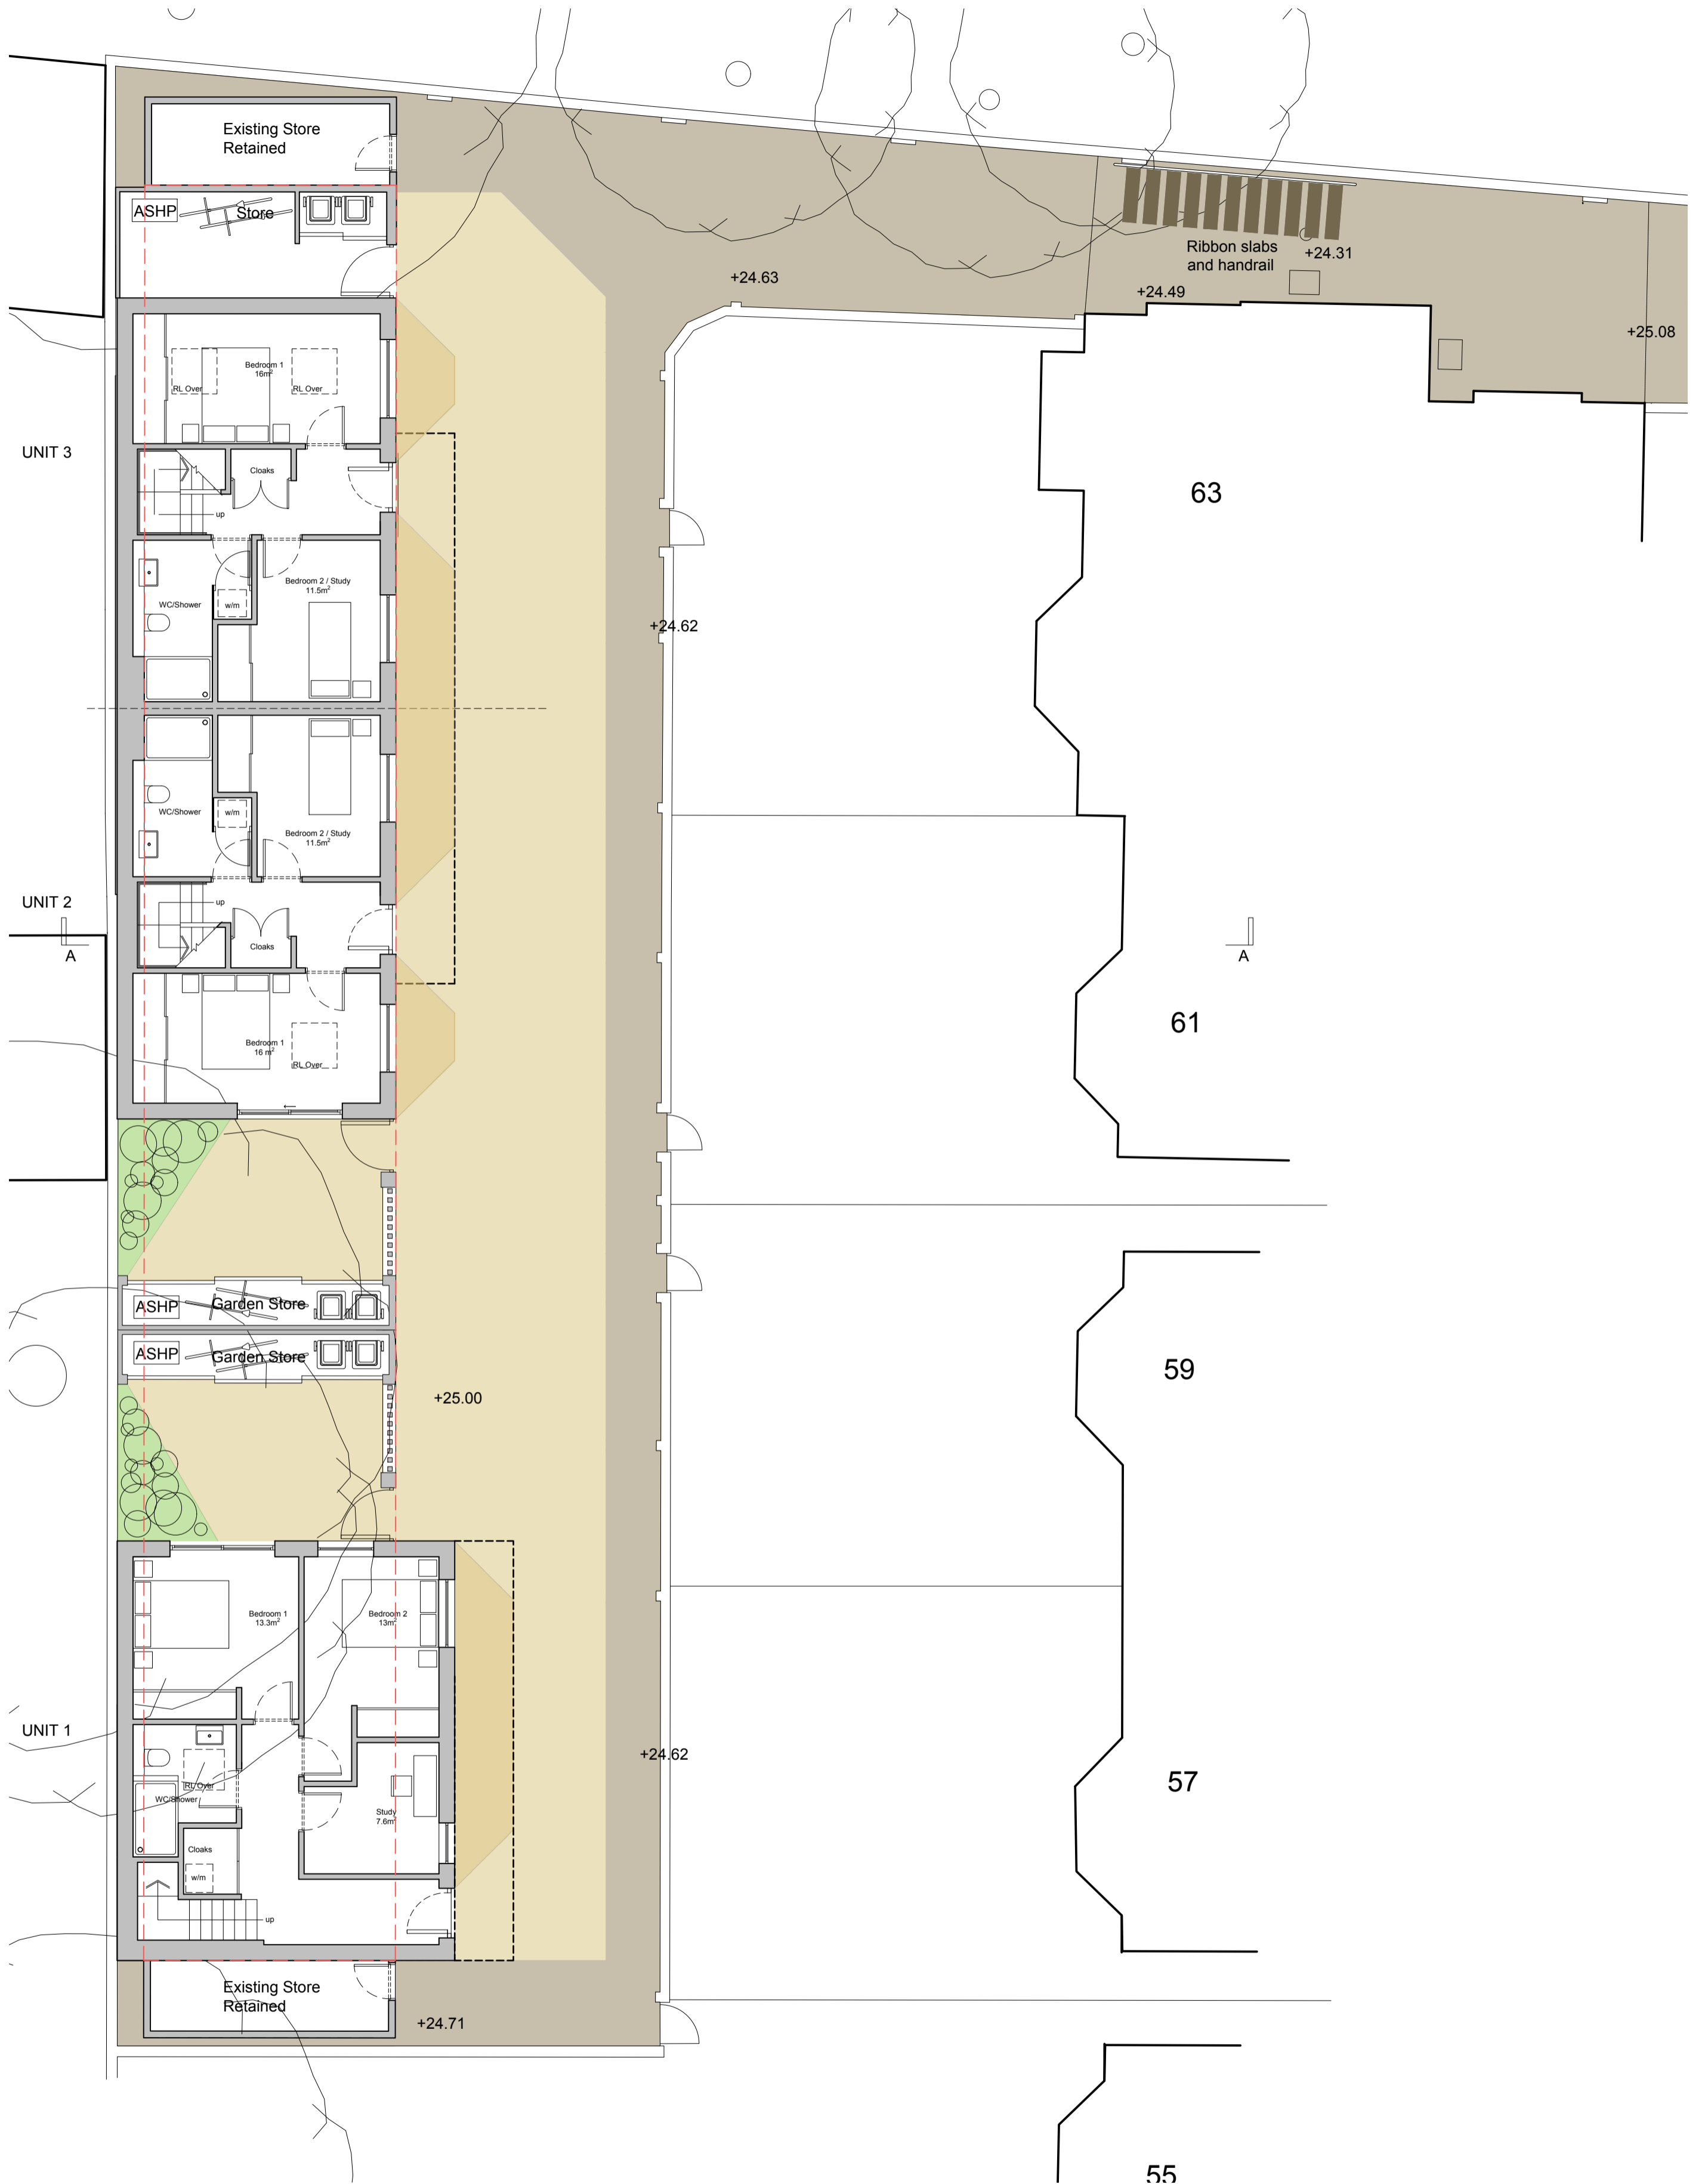 Existing Store
Retained
ASHP
Store
Ribbon slabs
and handrail
+24.31
+24.63
+24.49
+25.08
Bedroom 1
16m²
RL Over
RL Over
UNIT 3
Cloaks
up
63
Bedroom 2 / Study
11.5m²
WC/Shower
w/m
+24.62
WC/Shower
w/m
Bedroom 2 / Study
11.5m²
UNIT 2
up
Cloaks
A
A
Bedroom 1
16 m²
RL Over
61
ASHP
Garden Store
ASHP
Garden Store
59
+25.00
Bedroom 1
13.3m²
Bedroom 2
13m²
UNIT 1
+24.62
RL Over
WC/Shower
57
Study
7.6m²
Cloaks
w/m
up
Existing Store
Retained
+24.71
55